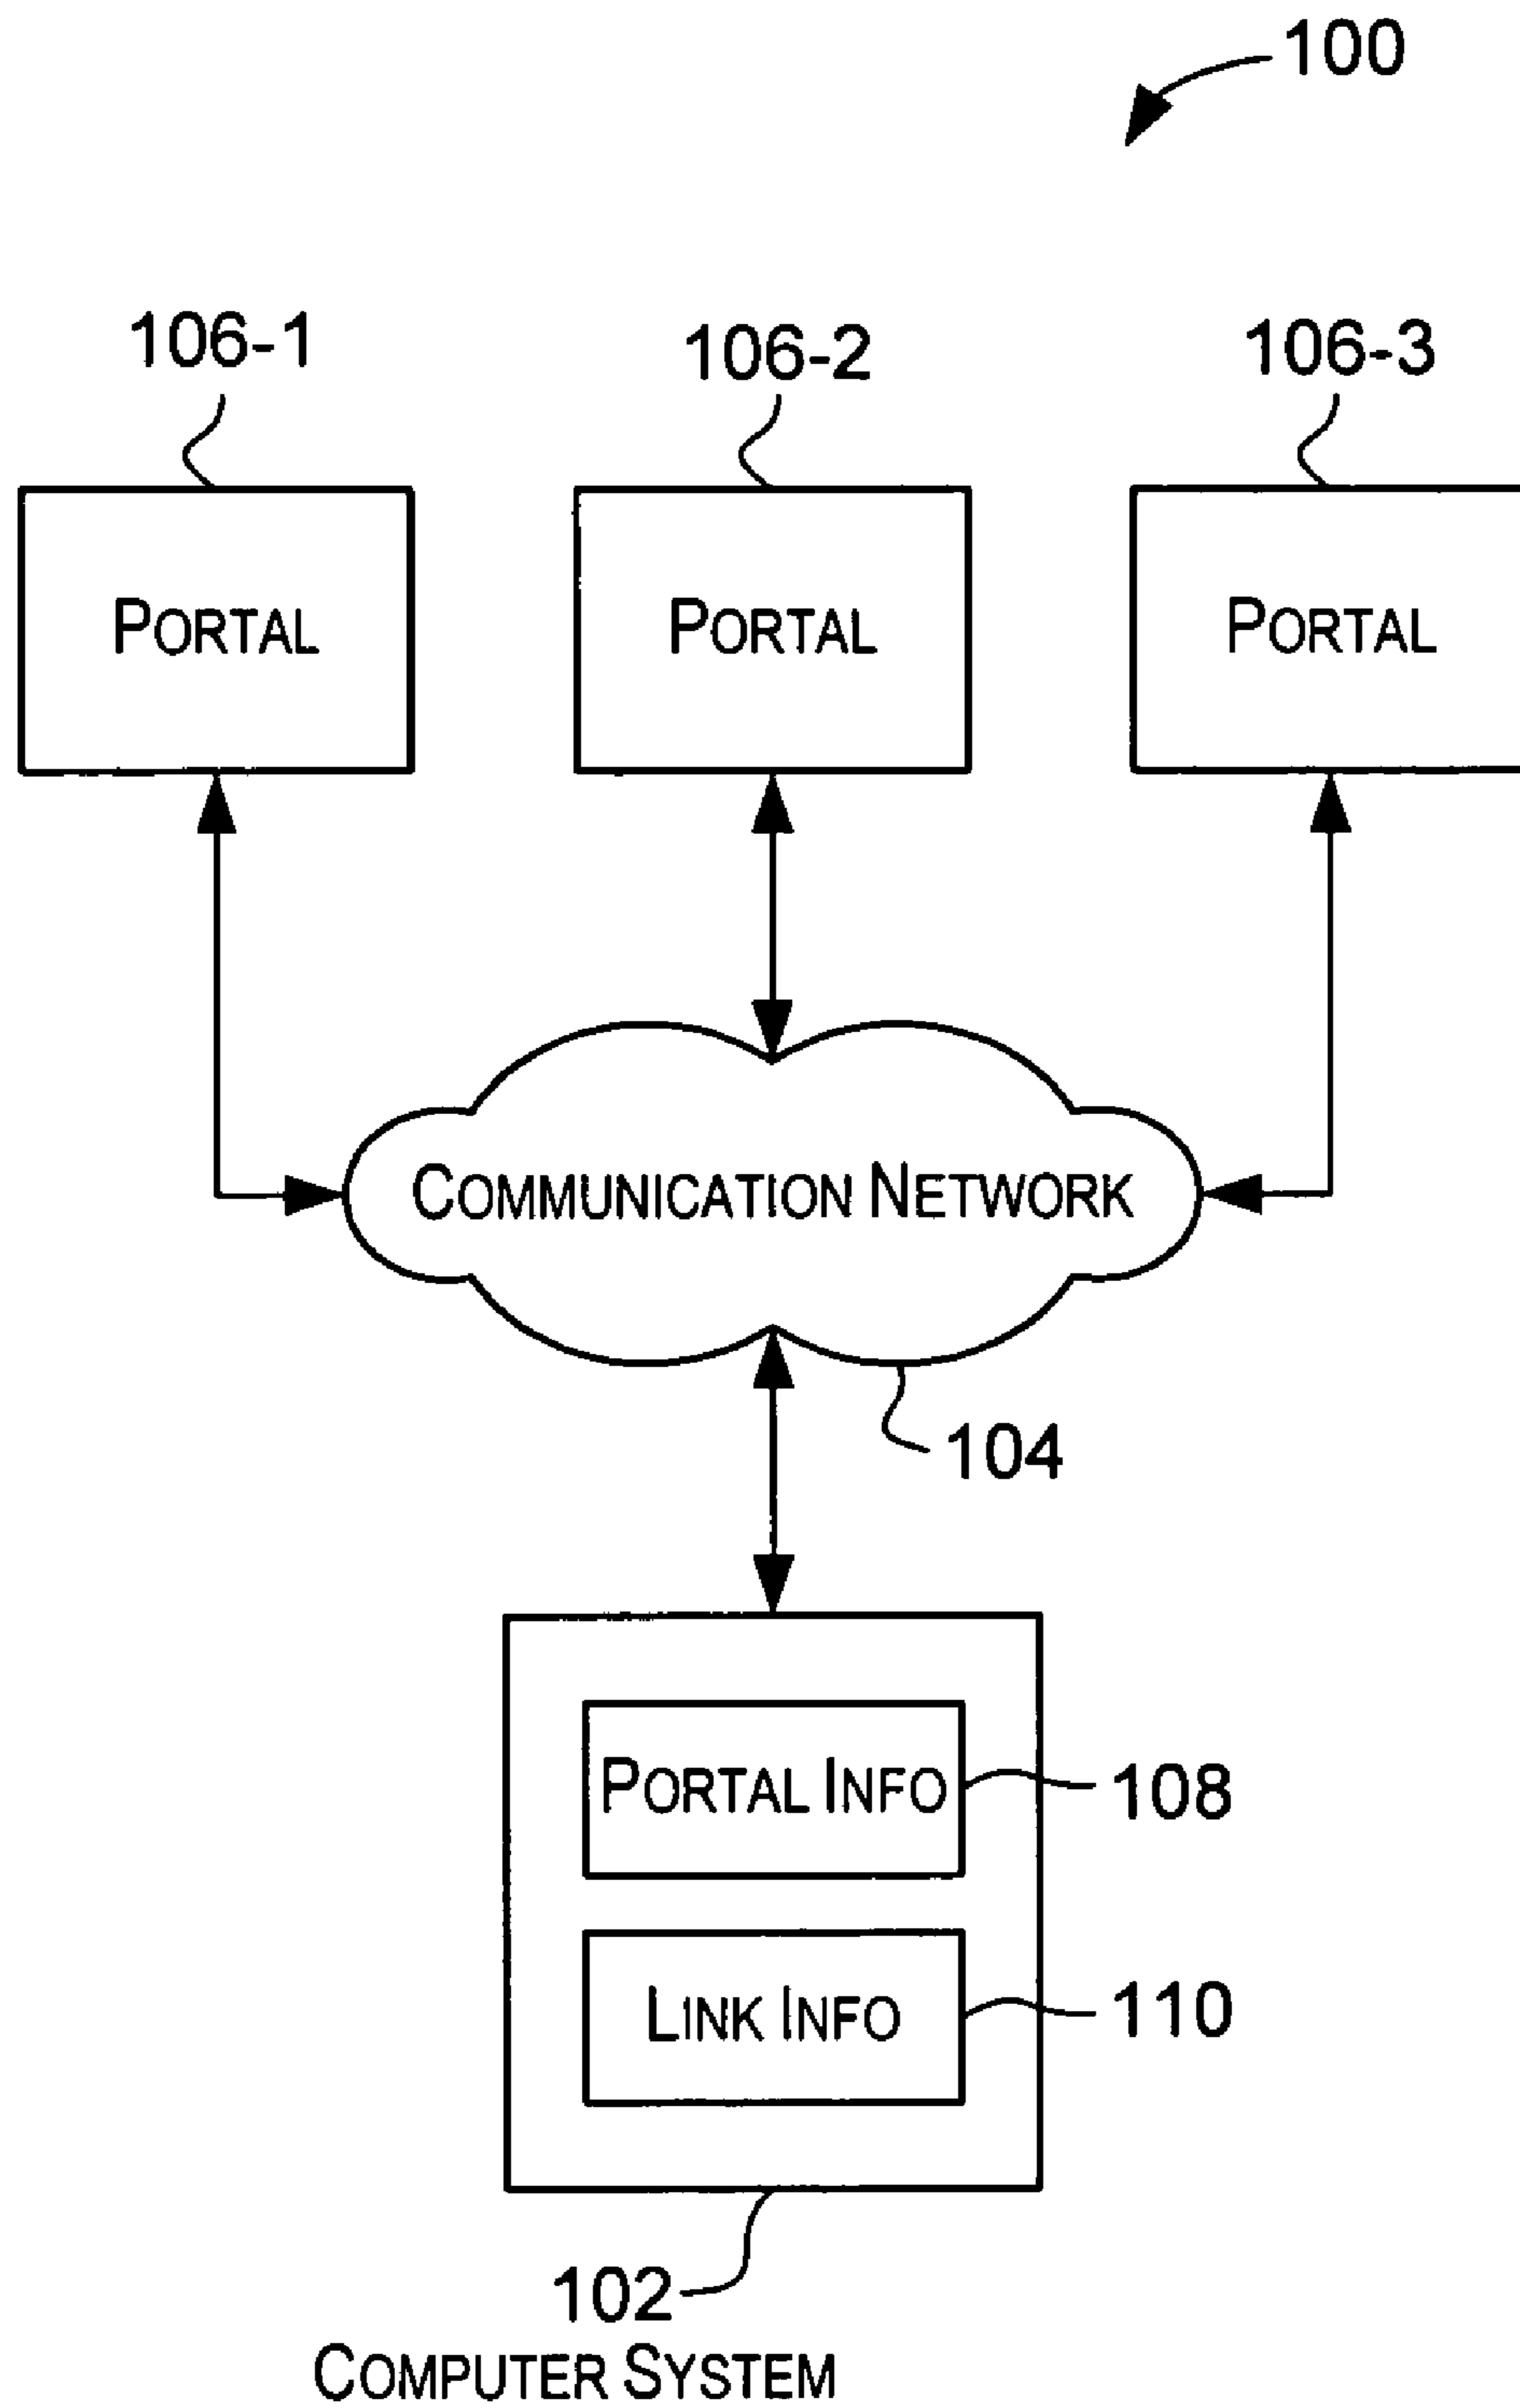 100
106-1
106-2
106-3
PORTAL
PORTAL
PORTAL
COMMUNICATION NETWORK
104
PORTAL INFO
108
LINK INFO
110
102
COMPUTER SYSTEM